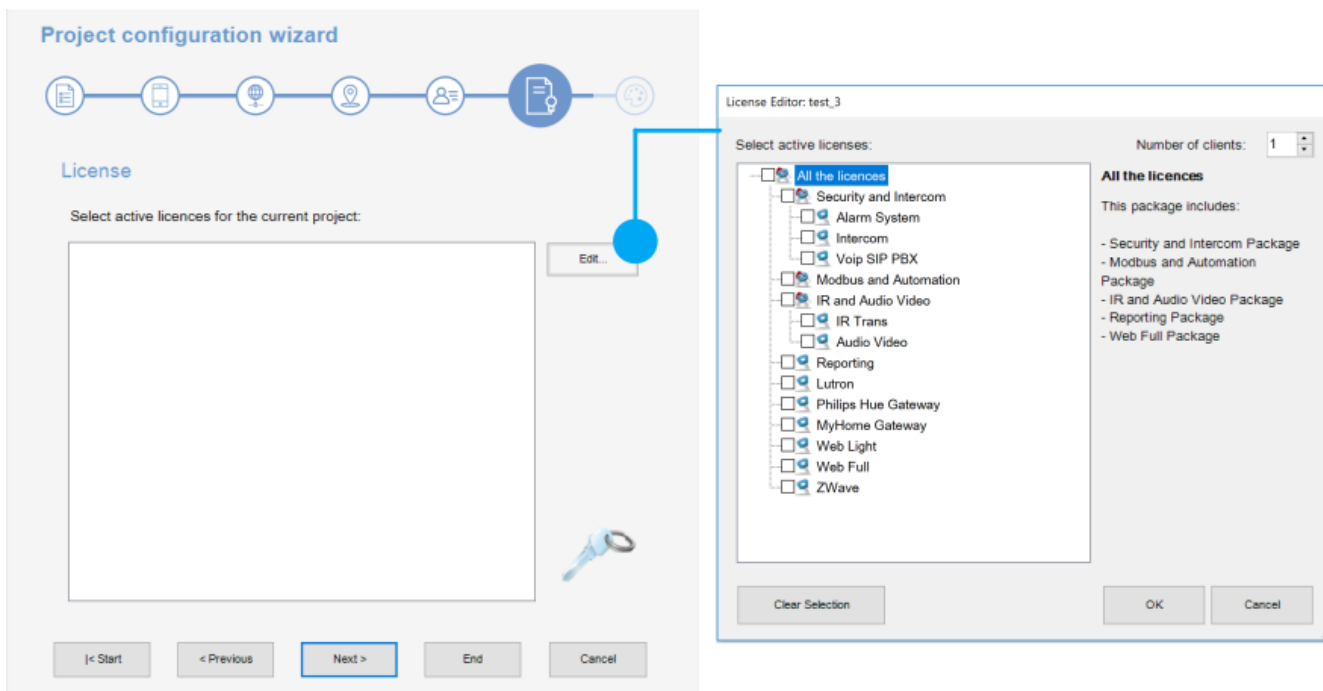 Project configuration wizard
License
Select active licences for the current project:
Edit...
|< Start
< Previous
Next >
End
Cancel
License Editor: test_3
Select active licenses:
Number of clients:
1
All the licences
Security and Intercom
Alarm System
Intercom
Voip SIP PBX
Modbus and Automation
IR and Audio Video
IR Trans
Audio Video
Reporting
Lutron
Philips Hue Gateway
MyHome Gateway
Web Light
Web Full
ZWave
All the licences
This package includes:
- Security and Intercom Package
- Modbus and Automation
Package
- IR and Audio Video Package
- Reporting Package
- Web Full Package
Clear Selection
OK
Cancel